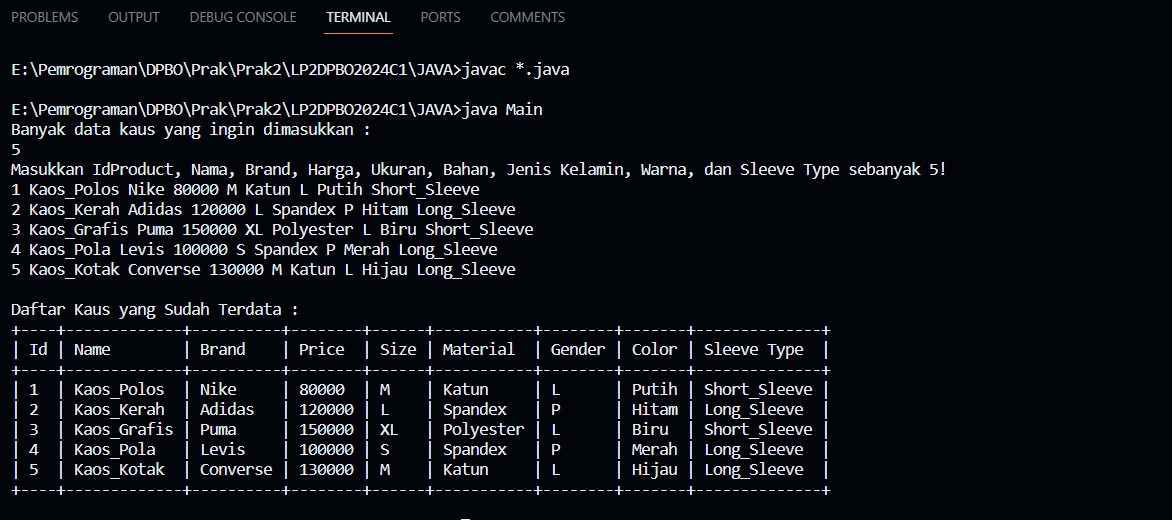 PROBLEMS OUTPUT DEBUG CONSOLE TERMINAL PORTS COMMENTS
E:\Pemrograman\DPBO\Prak\Prak2\LP2DPBO2024C1\JAVA>javac *.java
E:\Pemrograman\DPBO\Prak\Prak2\LP2DPBO2024C1\JAVA>java Main
Banyak data kaus yang ingin dimasukkan :
5
Masukkan IdProduct, Nama, Brand, Harga, Ukuran, Bahan, Jenis Kelamin, Warna, dan Sleeve Type sebanyak 5!
1 Kaos_Polos Nike 80000 M Katun L Putih Short_Sleeve
2 Kaos_Kerah Adidas 120000 L Spandex P Hitam Long_Sleeve
3 Kaos_Grafis Puma 150000 XL Polyester L Biru Short_Sleeve
4 Kaos_Pola Levis 100000 S Spandex P Merah Long_Sleeve
5 Kaos_Kotak Converse 130000 M Katun L Hijau Long_Sleeve

Daftar Kaus yang Sudah Terdata :
+----+-------------+----------+--------+------+-----------+--------+-------+--------------+
| Id | Name        | Brand    | Price  | Size | Material  | Gender | Color | Sleeve Type  |
+----+-------------+----------+--------+------+-----------+--------+-------+--------------+
| 1  | Kaos_Polos  | Nike     | 80000  | M    | Katun     | L      | Putih | Short_Sleeve |
| 2  | Kaos_Kerah  | Adidas   | 120000 | L    | Spandex   | P      | Hitam | Long_Sleeve  |
| 3  | Kaos_Grafis | Puma     | 150000 | XL   | Polyester | L      | Biru  | Short_Sleeve |
| 4  | Kaos_Pola   | Levis    | 100000 | S    | Spandex   | P      | Merah | Long_Sleeve  |
| 5  | Kaos_Kotak  | Converse | 130000 | M    | Katun     | L      | Hijau | Long_Sleeve  |
+----+-------------+----------+--------+------+-----------+--------+-------+--------------+